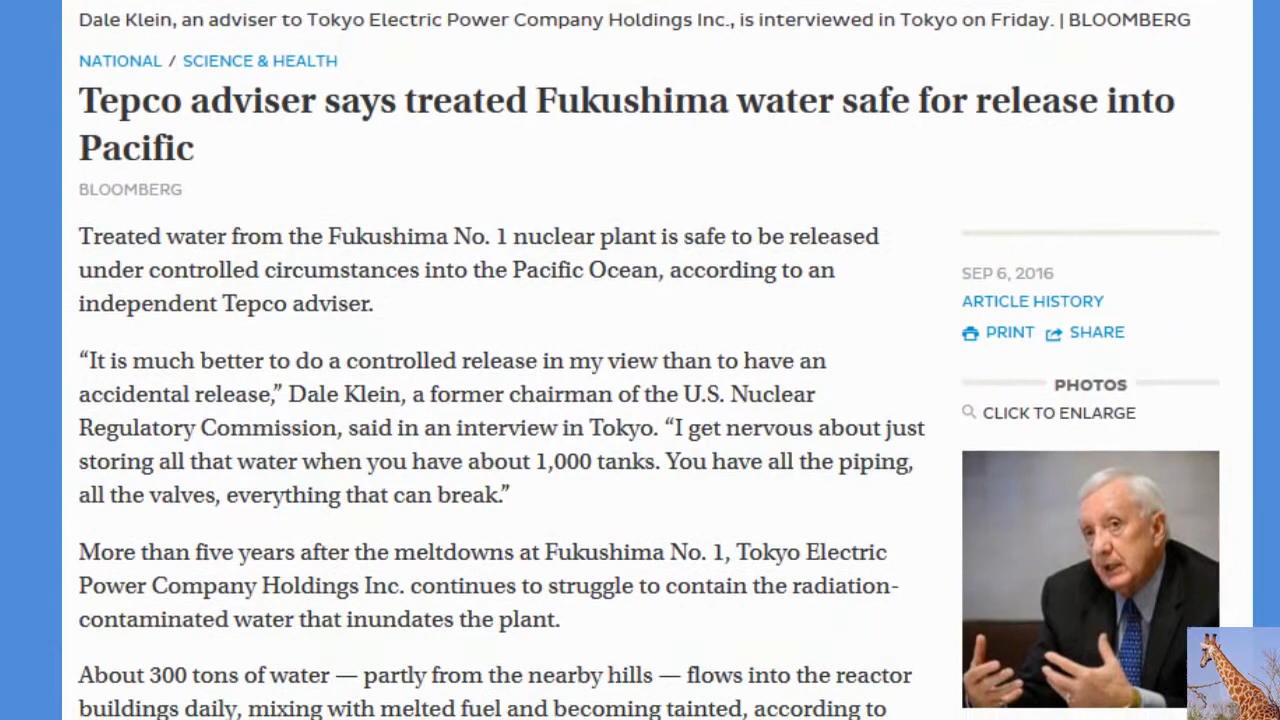 Dale Klein, an adviser to Tokyo Electric Power Company Holdings Inc., is interviewed in Tokyo on Friday. | BLOOMBERG
NATIONAL / SCIENCE & HEALTH
Tepco adviser says treated Fukushima water safe for release into
Pacific
BLOOMBERG
Treated water from the Fukushima No. 1 nuclear plant is safe to be released
under controlled circumstances into the Pacific Ocean, according to an
independent Tepco adviser.
“It is much better to do a controlled release in my view than to have an
accidental release,” Dale Klein, a former chairman of the U.S. Nuclear
Regulatory Commission, said in an interview in Tokyo. “I get nervous about just
storing all that water when you have about 1,000 tanks. You have all the piping,
all the valves, everything that can break.”
More than five years after the meltdowns at Fukushima No. 1, Tokyo Electric
Power Company Holdings Inc. continues to struggle to contain the radiation-
contaminated water that inundates the plant.
About 300 tons of water — partly from the nearby hills — flows into the reactor
buildings daily, mixing with melted fuel and becoming tainted, according to
SEP 6, 2016
ARTICLE HISTORY
PRINT SHARE
PHOTOS
CLICK TO ENLARGE